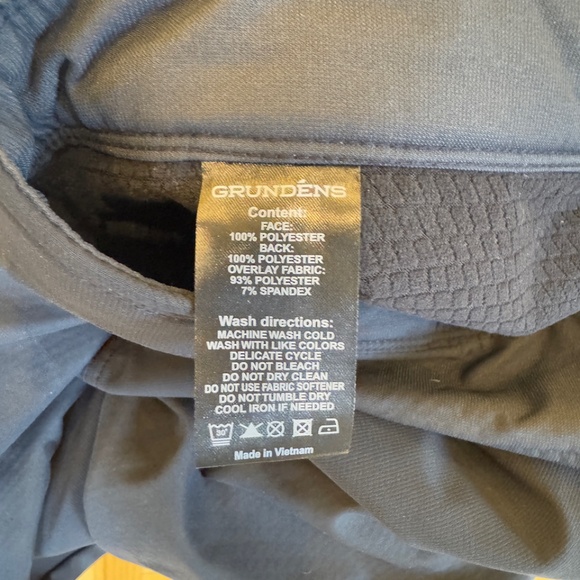 GRUNDÉNS
Content:
FACE:
100% POLYESTER
BACK:
100% POLYESTER
OVERLAY FABRIC:
93% POLYESTER
7% SPANDEX
Wash directions:
MACHINE WASH COLD
WASH WITH LIKE COLORS
DELICATE CYCLE
DO NOT BLEACH
DO NOT DRY CLEAN
DO NOT USE FABRIC SOFTENER
DO NOT TUMBLE DRY
COOL IRON IF NEEDED
30°
Made in Vietnam